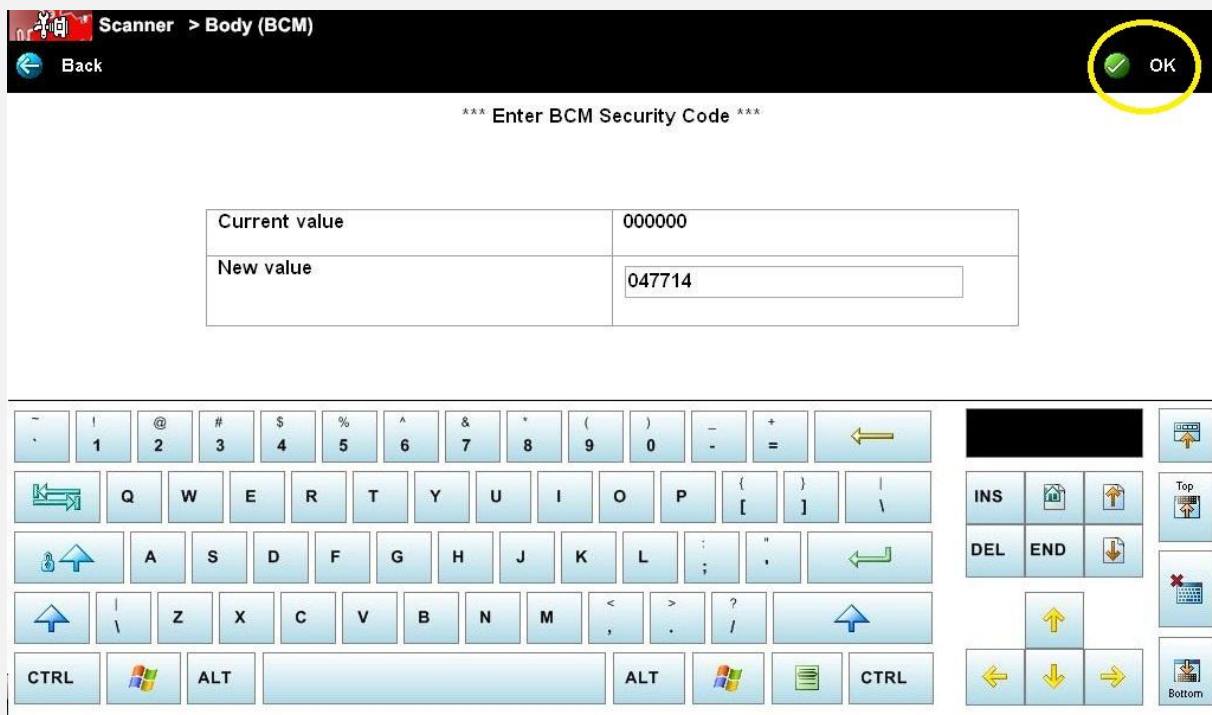 Scanner > Body (BCM)
Back
OK
*** Enter BCM Security Code ***
Current value 000000
New value 047714
~ ! @ # $ % ^ & * ( ) _ +
` 1 2 3 4 5 6 7 8 9 0 - =
Q W E R T Y U I O P { [ } ] | \
INS
Top
A S D F G H J K L : ; " '
DEL END
| \ Z X C V B N M < , > . ? /
CTRL ALT ALT CTRL
Bottom